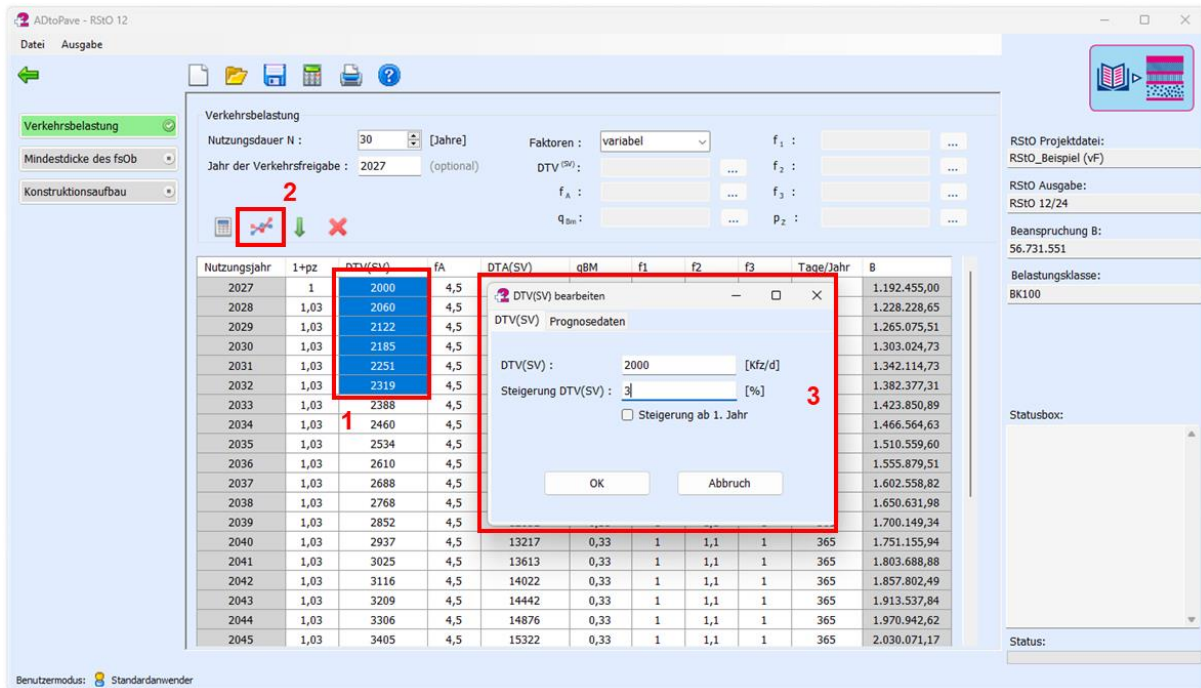 ADtoPave - RStO 12
Datei Ausgabe
Verkehrsbelastung
Mindestdicke des fsOb
Konstruktionsaufbau
Verkehrsbelastung
Nutzungsdauer N : 30 [Jahre]
Jahr der Verkehrsfreigabe : 2027 (optional)
Faktoren : variabel
DTV (SV) : ...
fA : ...
qBm : ...
f1 : ...
f2 : ...
f3 : ...
pZ : ...
2
Nutzungsjahr 1+pz DTV(SV) fA DTA(SV) qBM f1 f2 f3 Tage/Jahr B
2027 1 2000 4,5 1.192.455,00
2028 1,03 2060 4,5 1.228.228,65
2029 1,03 2122 4,5 1.265.075,51
2030 1,03 2185 4,5 1.303.024,73
2031 1,03 2251 4,5 1.342.114,73
2032 1,03 2319 4,5 1.382.377,31
2033 1,03 2388 4,5 1.423.850,89
2034 1,03 2460 4,5 1.466.564,63
2035 1,03 2534 4,5 1.510.559,60
2036 1,03 2610 4,5 1.555.879,51
2037 1,03 2688 4,5 1.602.558,82
2038 1,03 2768 4,5 1.650.631,98
2039 1,03 2852 4,5 1.700.149,34
2040 1,03 2937 4,5 13217 0,33 1 1,1 1 365 1.751.155,94
2041 1,03 3025 4,5 13613 0,33 1 1,1 1 365 1.803.688,88
2042 1,03 3116 4,5 14022 0,33 1 1,1 1 365 1.857.802,49
2043 1,03 3209 4,5 14442 0,33 1 1,1 1 365 1.913.537,84
2044 1,03 3306 4,5 14876 0,33 1 1,1 1 365 1.970.942,62
2045 1,03 3405 4,5 15322 0,33 1 1,1 1 365 2.030.071,17
1
DTV(SV) bearbeiten
DTV(SV) Prognosedaten
DTV(SV) : 2000 [Kfz/d]
Steigerung DTV(SV) : 3 [%]
Steigerung ab 1. Jahr
3
OK Abbruch
RStO Projektdatei:
RStO_Beispiel (vF)
RStO Ausgabe:
RStO 12/24
Beanspruchung B:
56.731.551
Belastungsklasse:
BK100
Statusbox:
Status:
Benutzermodus: Standardanwender